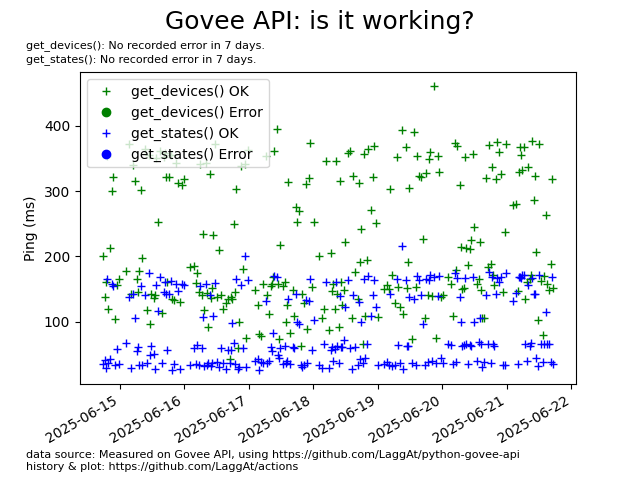 Govee API: is it working?
get_devices(): No recorded error in 7 days.
get_states(): No recorded error in 7 days.
get_devices() OK
get_devices() Error
get_states() OK
get_states() Error
Ping (ms)
400
300
200
100
2025-06-15
2025-06-16
2025-06-17
2025-06-18
2025-06-19
2025-06-20
2025-06-21
2025-06-22
data source: Measured on Govee API, using https://github.com/LaggAt/python-govee-api
history & plot: https://github.com/LaggAt/actions